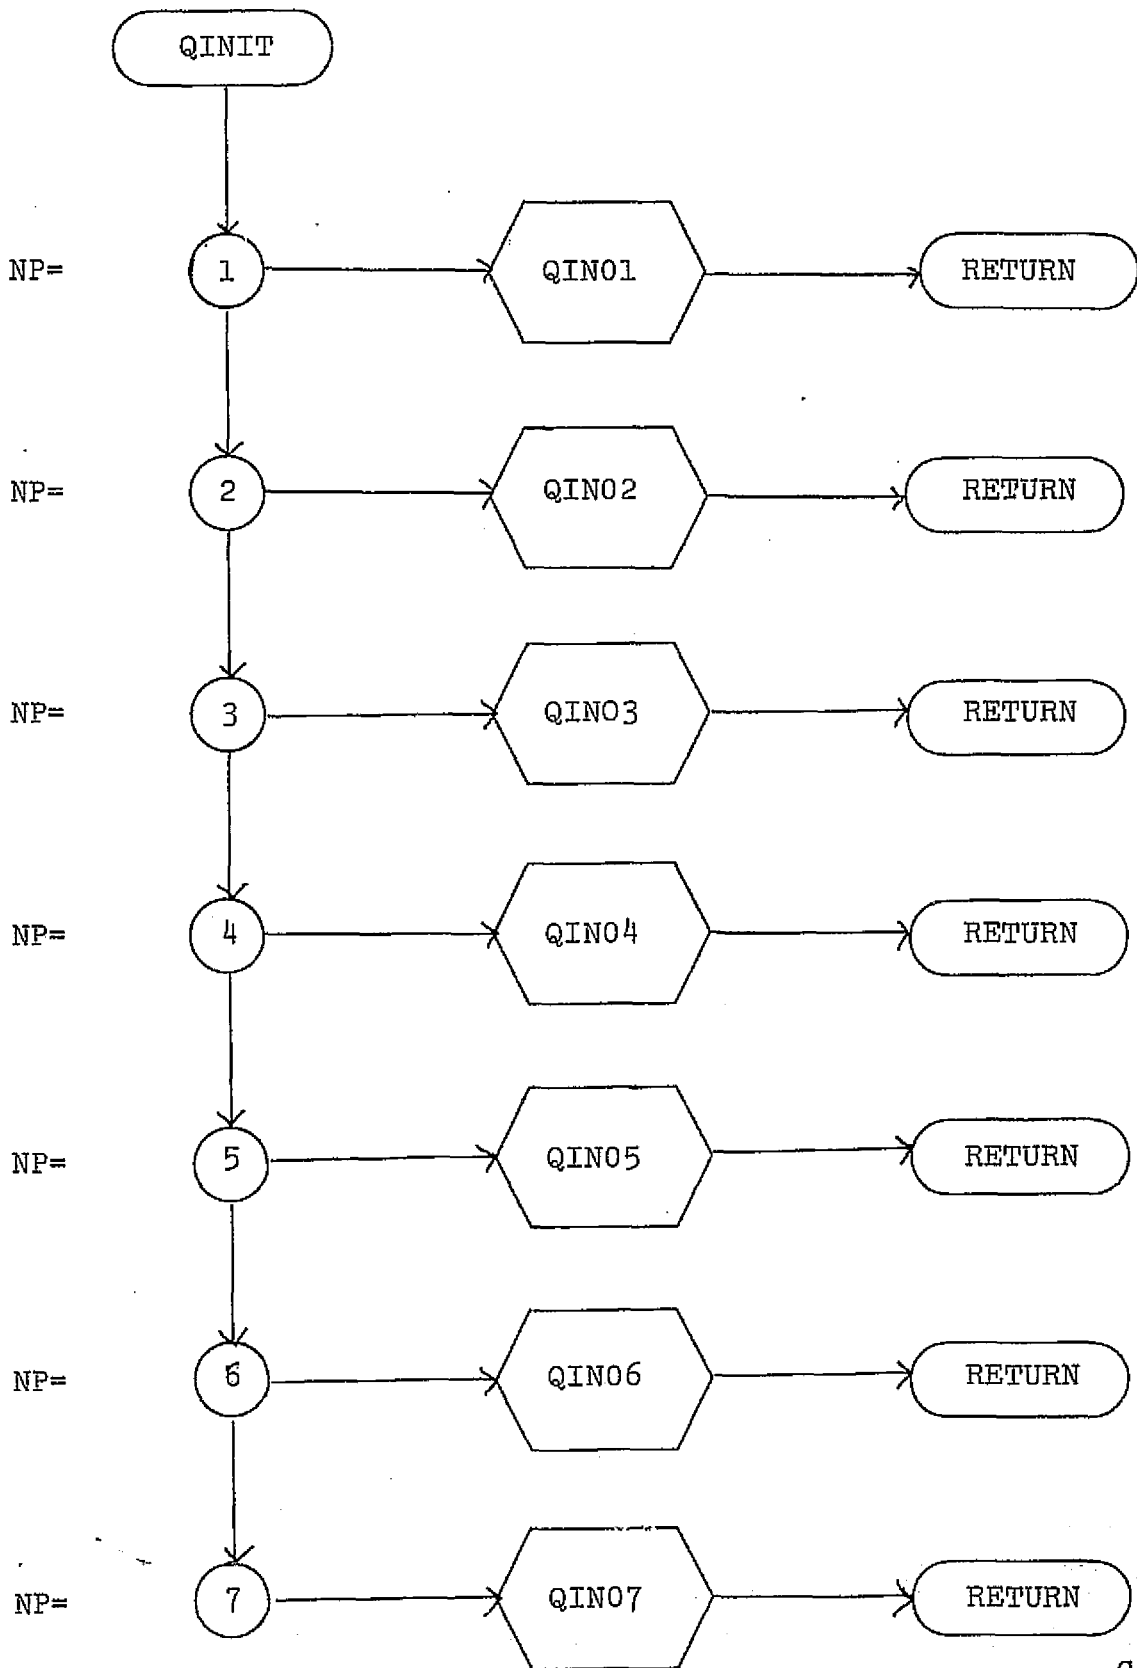 QINIT
NP= 1 QIN01 RETURN
NP= 2 QIN02 RETURN
NP= 3 QIN03 RETURN
NP= 4 QIN04 RETURN
NP= 5 QIN05 RETURN
NP= 6 QIN06 RETURN
NP= 7 QIN07 RETURN